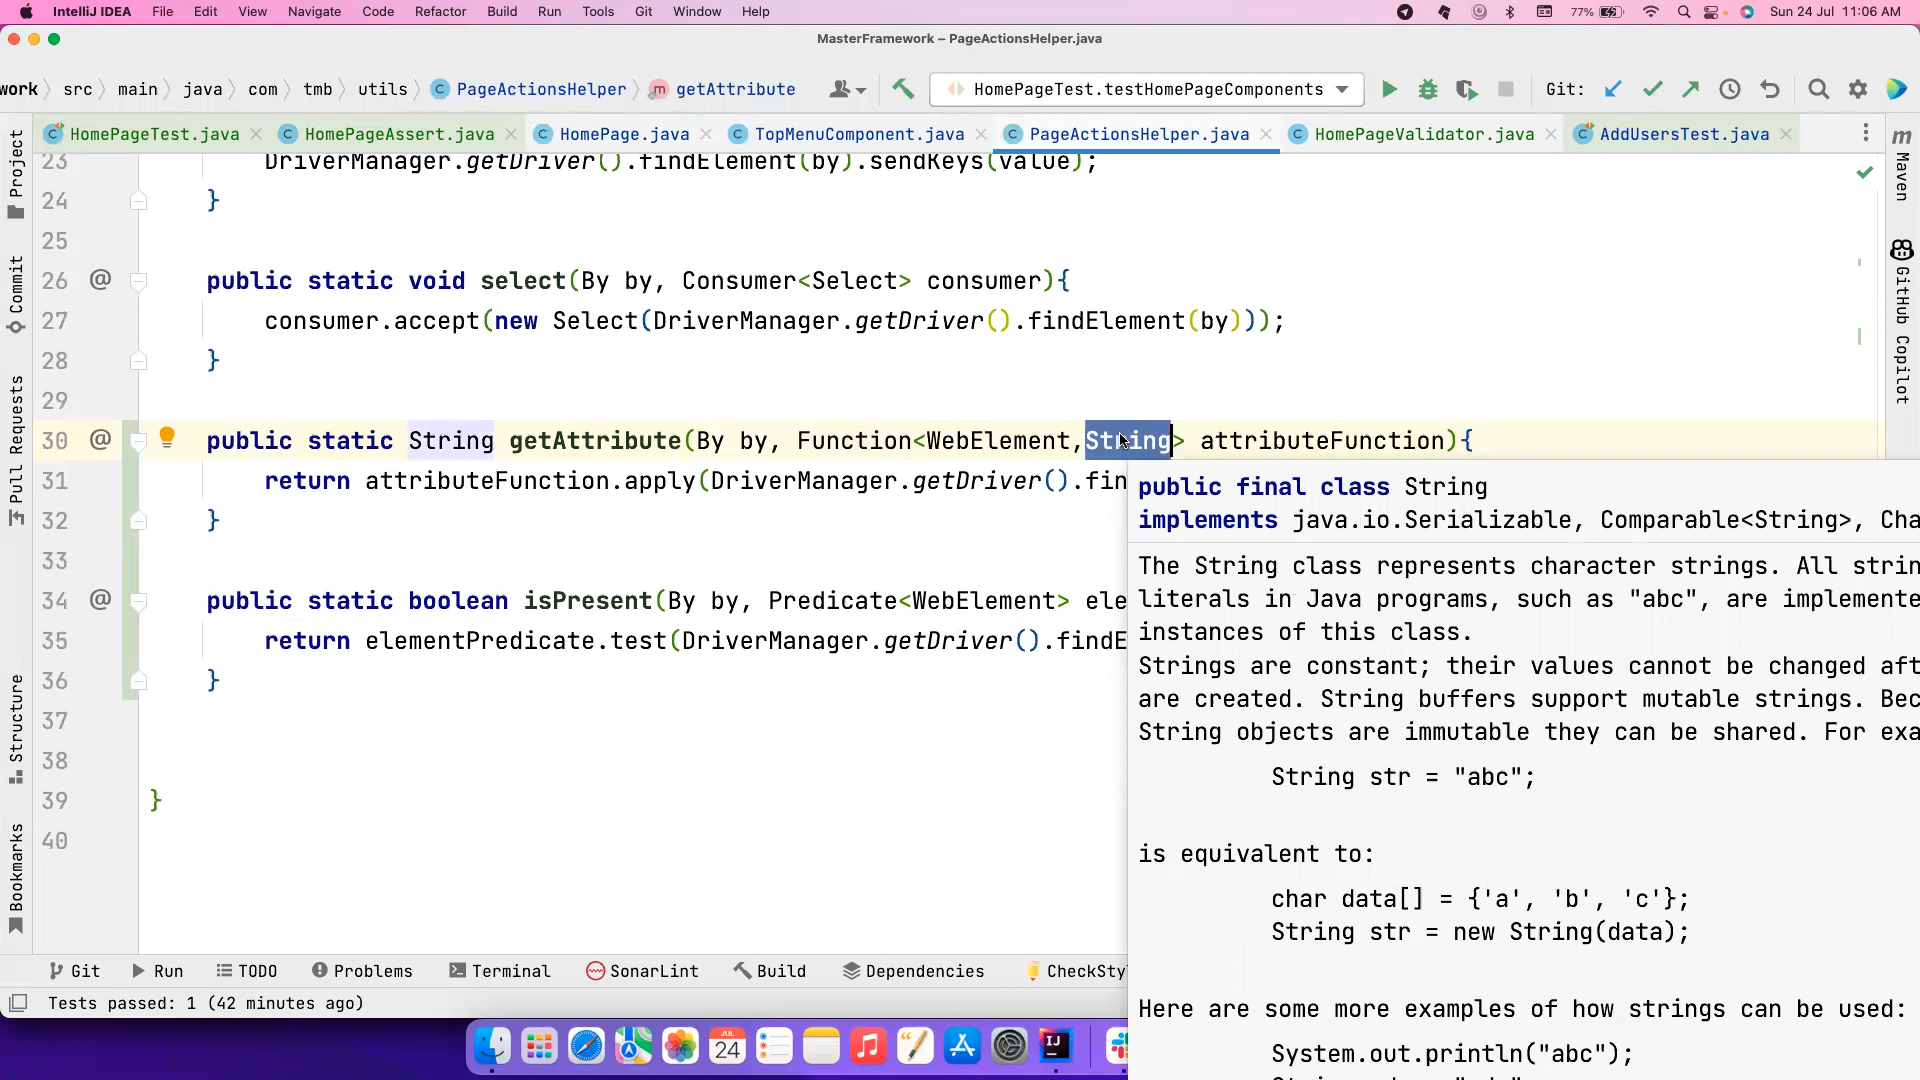 IntelliJ IDEA File Edit View Navigate Code Refactor Build Run Tools Git Window Help 77% Sun 24 Jul 11:06 AM
MasterFramework – PageActionsHelper.java
work src main java com tmb utils PageActionsHelper getAttribute HomePageTest.testHomePageComponents Git:
HomePageTest.java HomePageAssert.java HomePage.java TopMenuComponent.java PageActionsHelper.java HomePageValidator.java AddUsersTest.java
Project
Commit
Pull Requests
Structure
Bookmarks
Maven
GitHub Copilot
23 DriverManager.getDriver().findElement(by).sendKeys(value);
24 }
25
26 @ public static void select(By by, Consumer<Select> consumer){
27 consumer.accept(new Select(DriverManager.getDriver().findElement(by)));
28 }
29
30 @ public static String getAttribute(By by, Function<WebElement,String> attributeFunction){
31 return attributeFunction.apply(DriverManager.getDriver().fin
32 }
33
34 @ public static boolean isPresent(By by, Predicate<WebElement> ele
35 return elementPredicate.test(DriverManager.getDriver().findE
36 }
37
38
39 }
40
public final class String
implements java.io.Serializable, Comparable<String>, Cha
The String class represents character strings. All strin
literals in Java programs, such as "abc", are implemente
instances of this class.
Strings are constant; their values cannot be changed aft
are created. String buffers support mutable strings. Bec
String objects are immutable they can be shared. For exa
String str = "abc";
is equivalent to:
char data[] = {'a', 'b', 'c'};
String str = new String(data);
Here are some more examples of how strings can be used:
System.out.println("abc");
Git Run TODO Problems Terminal SonarLint Build Dependencies CheckSty
Tests passed: 1 (42 minutes ago)
JUL
24
IJ